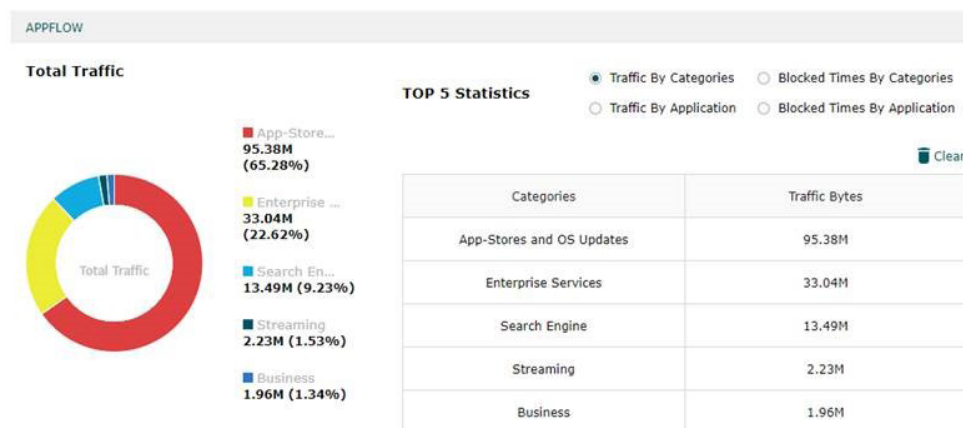 APPFLOW
Total Traffic
App-Store...
95.38M
(65.28%)
Enterprise ...
33.04M
(22.62%)
Search En...
13.49M (9.23%)
Streaming
2.23M (1.53%)
Business
1.96M (1.34%)
Total Traffic
TOP 5 Statistics
Traffic By Categories Blocked Times By Categories
Traffic By Application Blocked Times By Application
Clear
Categories Traffic Bytes
App-Stores and OS Updates 95.38M
Enterprise Services 33.04M
Search Engine 13.49M
Streaming 2.23M
Business 1.96M